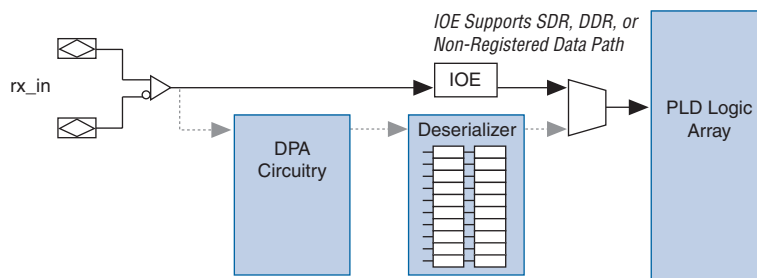 IOE Supports SDR, DDR, or
Non-Registered Data Path
rx_in
IOE
PLD Logic
Array
DPA
Circuitry
Deserializer